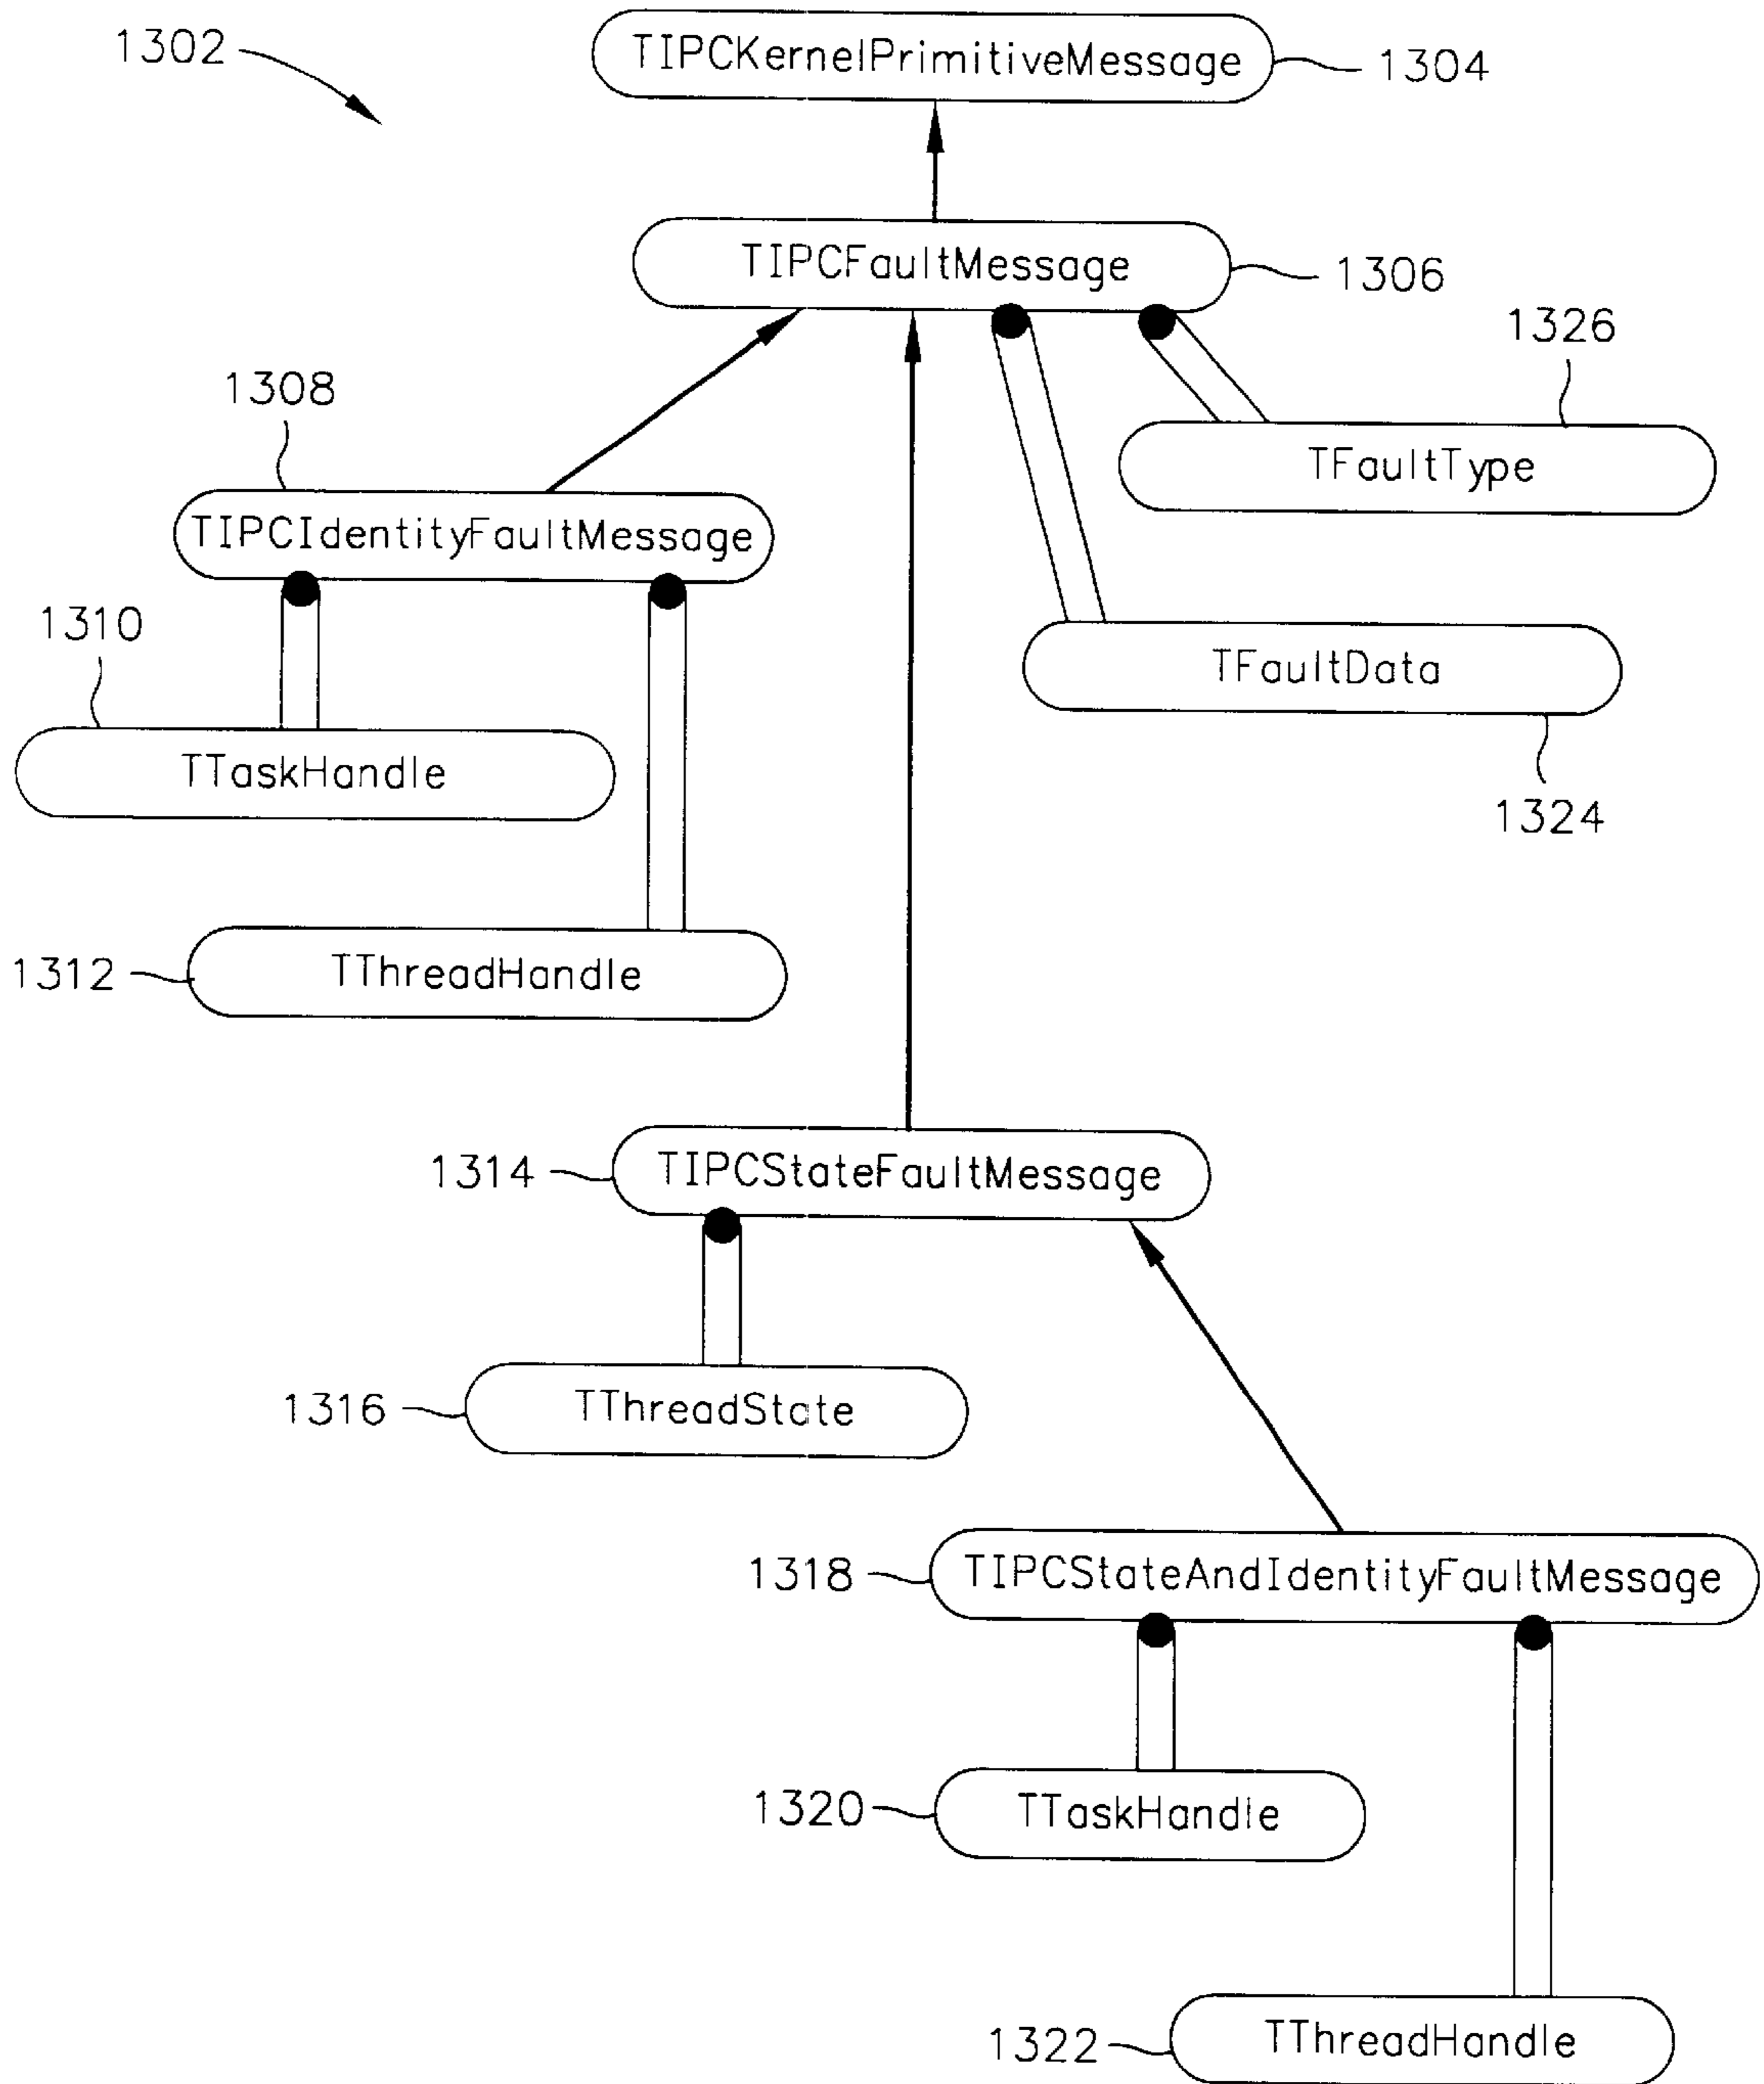 1302
TIPCKernelPrimitiveMessage
1304
TIPCFaultMessage
1306
1326
1308
TFaultType
TIPCIdentityFaultMessage
1310
TFaultData
TTaskHandle
1324
1312
TThreadHandle
1314
TIPCStateFaultMessage
1316
TThreadState
1318
TIPCStateAndIdentityFaultMessage
1320
TTaskHandle
1322
TThreadHandle